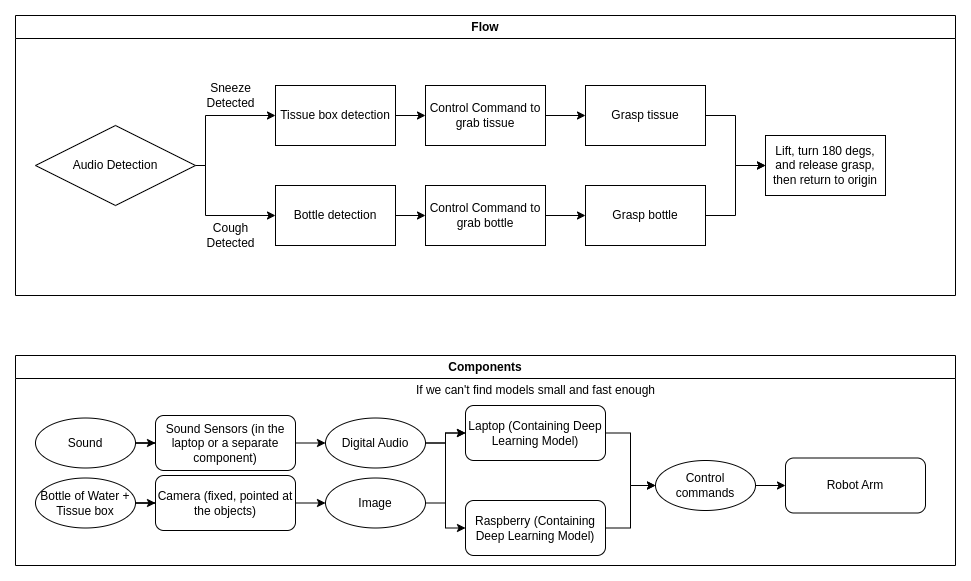 Flow
Sneeze
Detected
Tissue box detection
Control Command to
grab tissue
Grasp tissue
Audio Detection
Lift, turn 180 degs,
and release grasp,
then return to origin
Bottle detection
Control Command to
grab bottle
Grasp bottle
Cough
Detected
Components
If we can't find models small and fast enough
Sound
Sound Sensors (in the
laptop or a separate
component)
Digital Audio
Laptop (Containing Deep
Learning Model)
Bottle of Water +
Tissue box
Camera (fixed, pointed at
the objects)
Image
Raspberry (Containing
Deep Learning Model)
Control
commands
Robot Arm